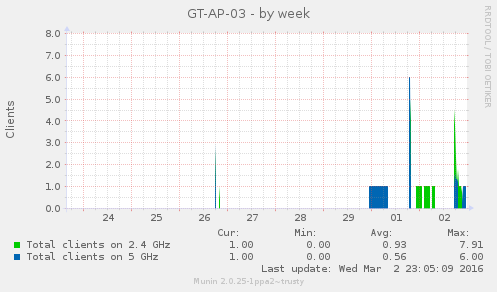 GT-AP-03 - by week
RRDTOOL / TOBI OETIKER
Clients
8.0
7.0
6.0
5.0
4.0
3.0
2.0
1.0
0.0
24 25 26 27 28 29 01 02
Cur: Min: Avg: Max:
Total clients on 2.4 GHz 1.00 0.00 0.93 7.91
Total clients on 5 GHz 1.00 0.00 0.56 6.00
Last update: Wed Mar 2 23:05:09 2016
Munin 2.0.25-1ppa2~trusty